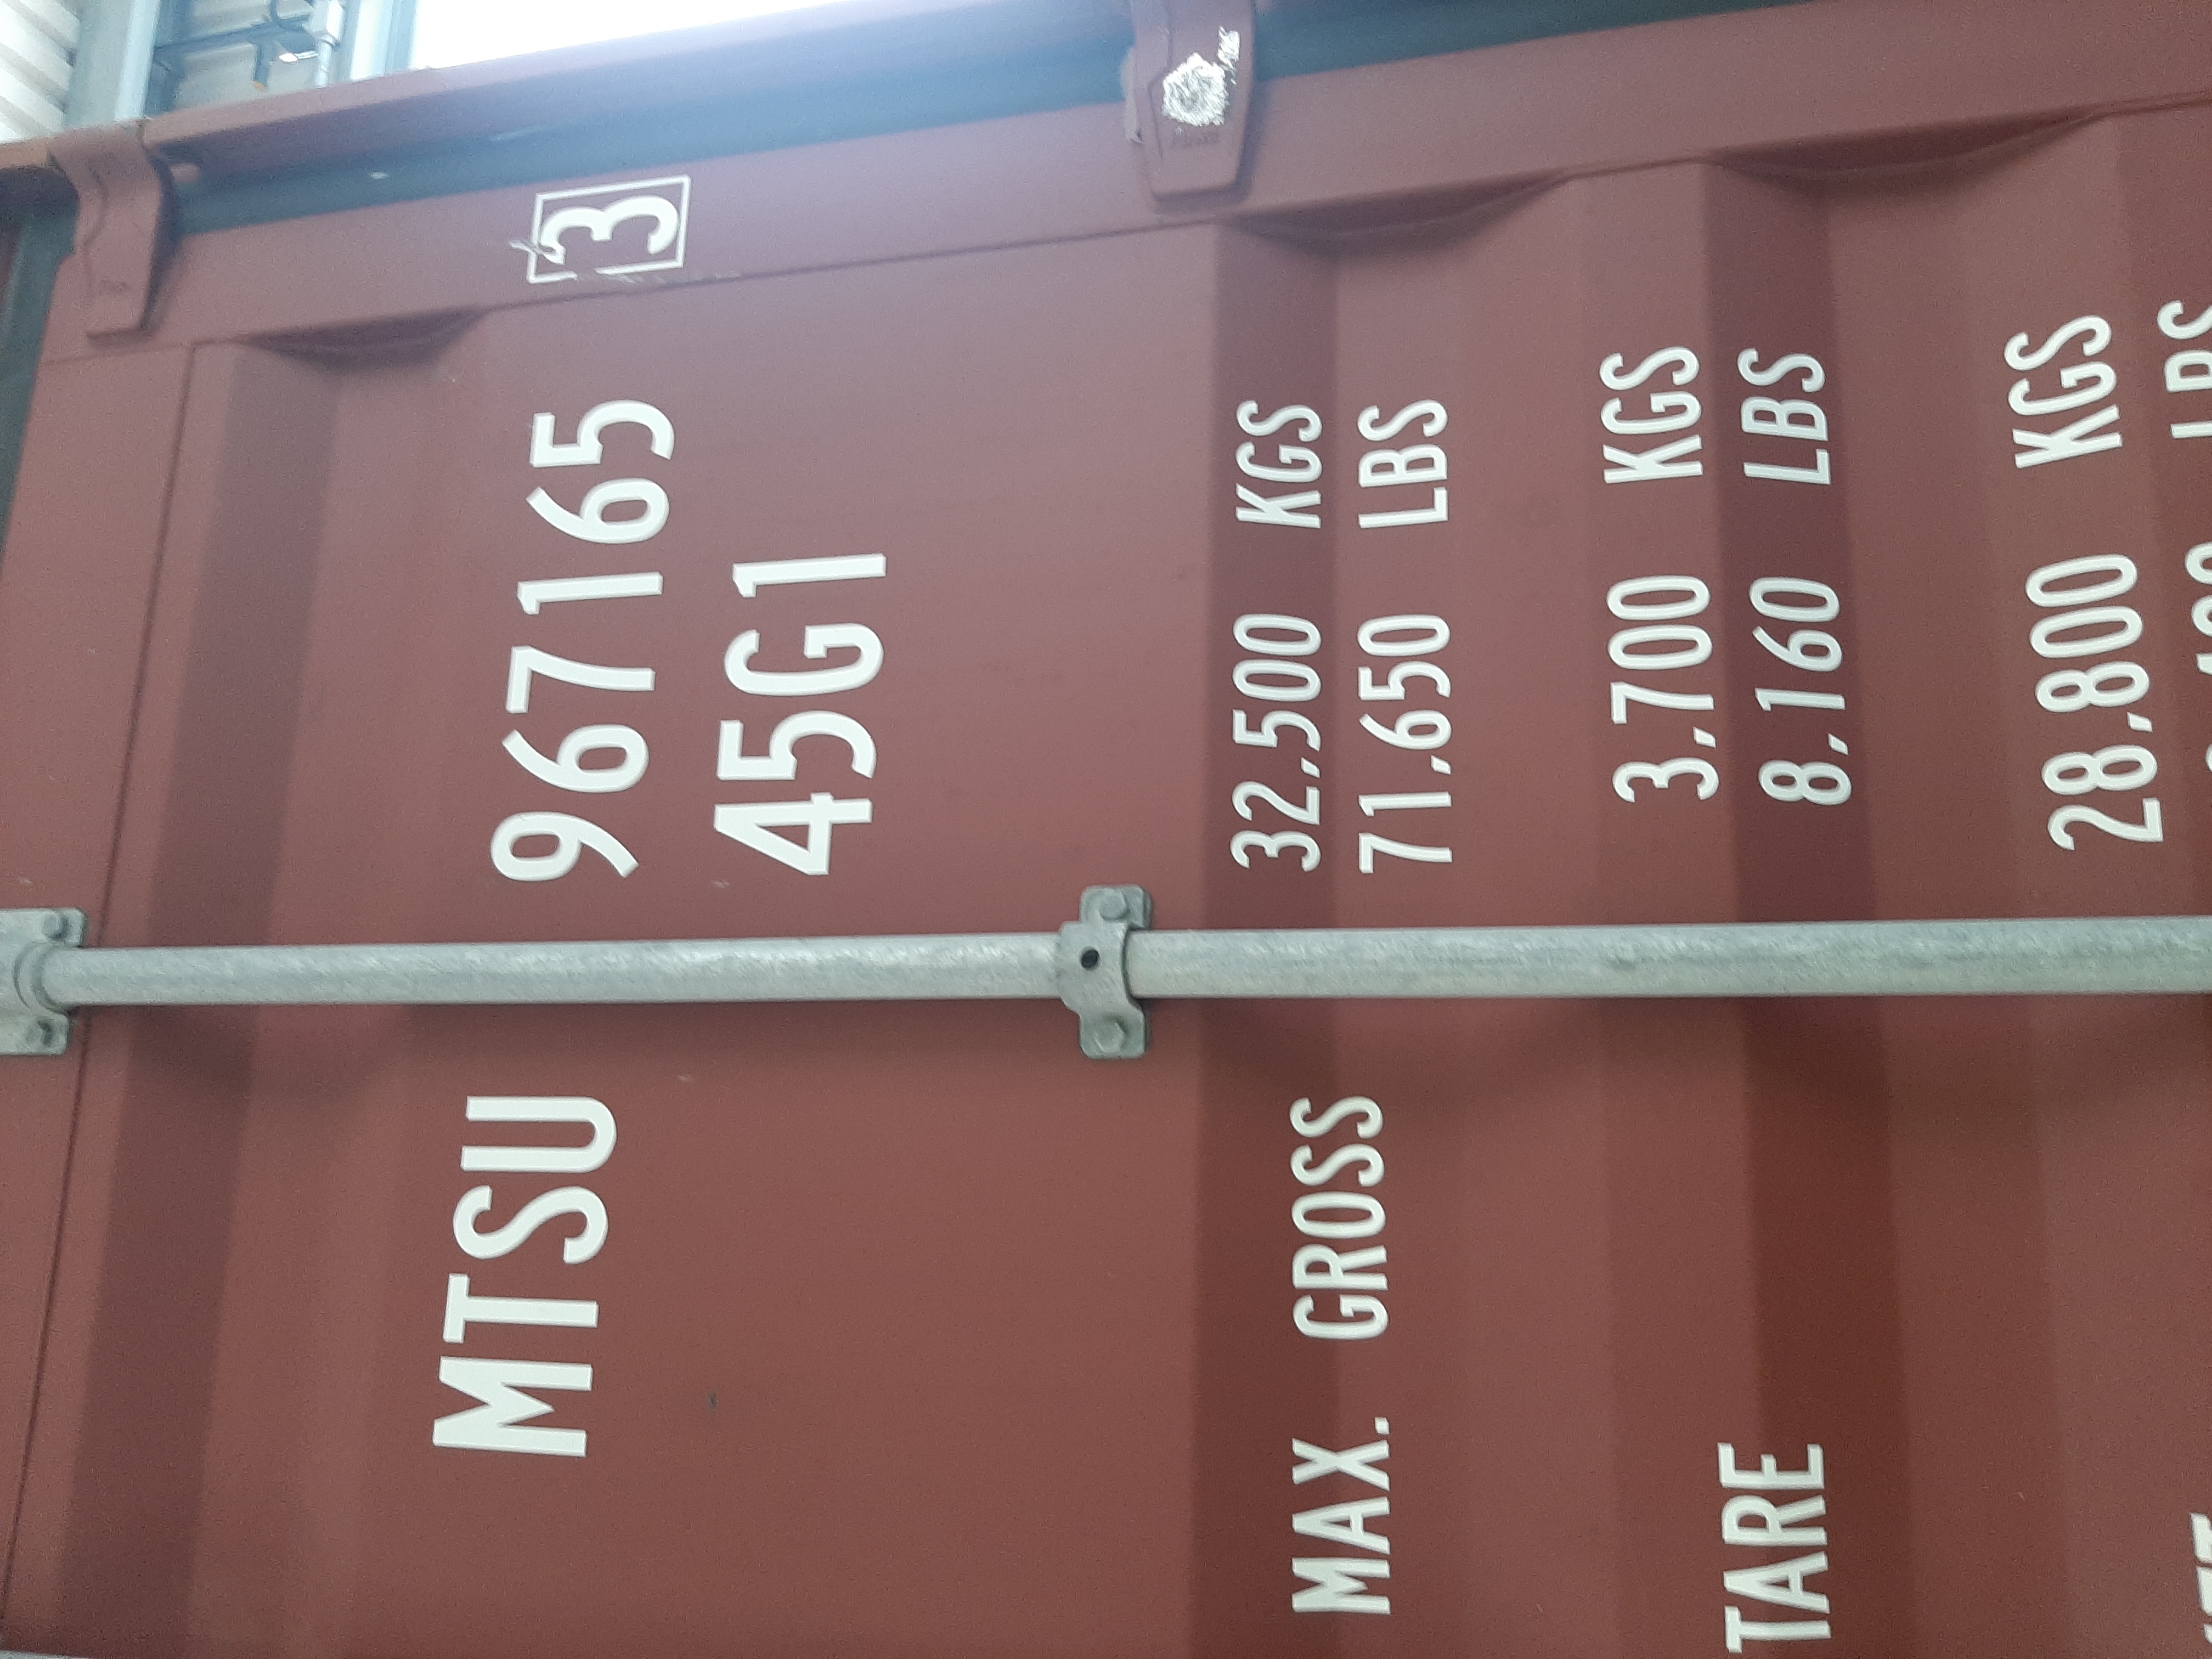 MTSU 967165 3
45G1
MAX. GROSS 32.500 KGS
71.650 LBS
TARE 3.700 KGS
8.160 LBS
28.800 KGS
LBS